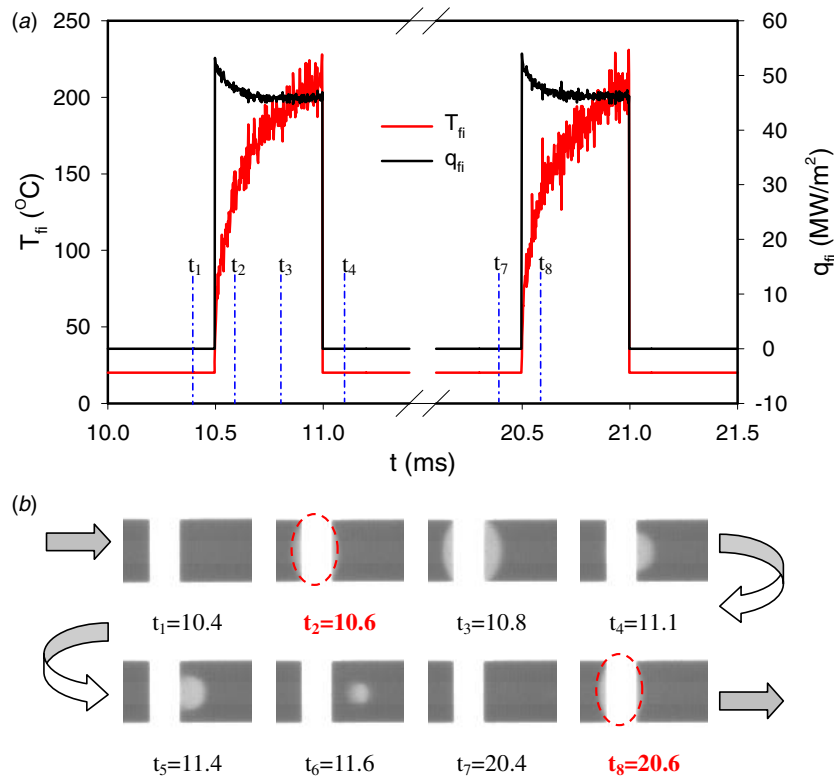 (a)
250
200
150
100
50
0
T_fi (°C)
60
50
40
30
20
10
0
-10
q_fi (MW/m²)
T_fi
q_fi
t₁ t₂ t₃ t₄ t₇ t₈
10.0 10.5 11.0 20.5 21.0 21.5
t (ms)
(b)
t₁=10.4 t₂=10.6 t₃=10.8 t₄=11.1
t₅=11.4 t₆=11.6 t₇=20.4 t₈=20.6